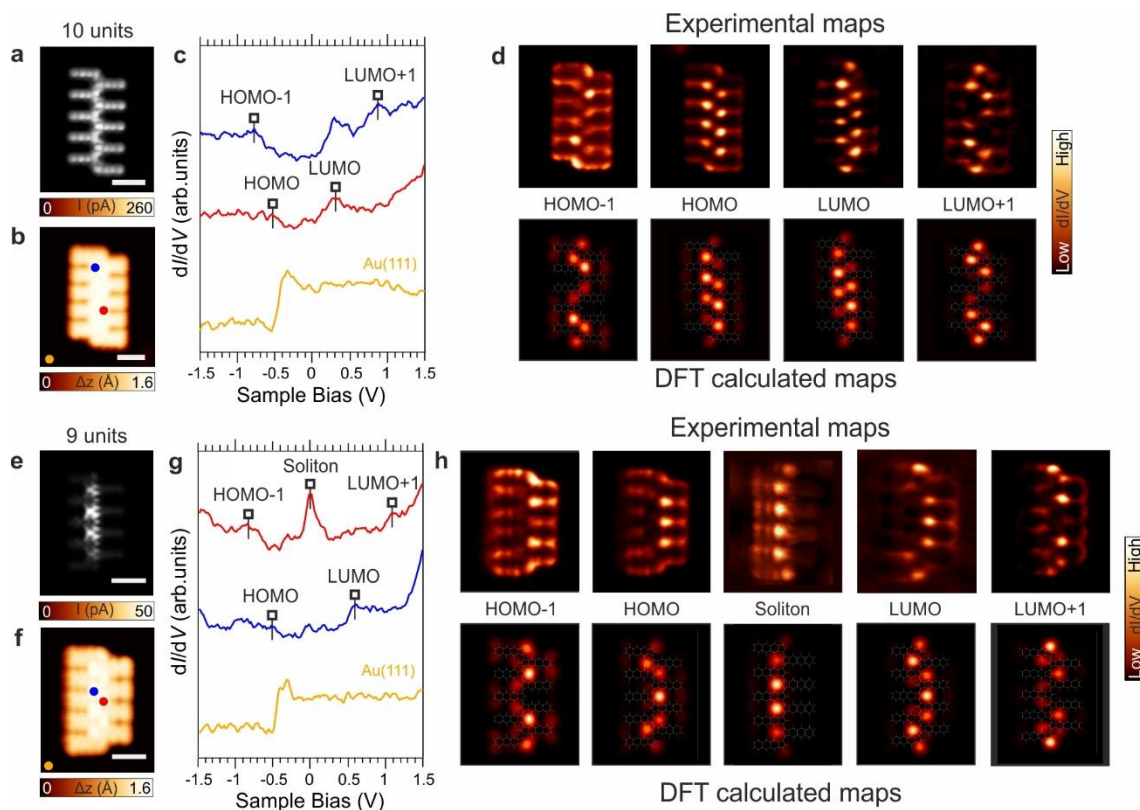 10 units
a
0 I (pA) 260
b
0 Δz (Å) 1.6
c
dI/dV (arb.units)
HOMO-1
LUMO+1
HOMO
LUMO
Au(111)
-1.5 -1 -0.5 0 0.5 1 1.5
Sample Bias (V)
d
Experimental maps
HOMO-1 HOMO LUMO LUMO+1
DFT calculated maps
Low dI/dV High
9 units
e
0 I (pA) 50
f
0 Δz (Å) 1.6
g
dI/dV (arb.units)
Soliton
HOMO-1
LUMO+1
HOMO
LUMO
Au(111)
-1.5 -1 -0.5 0 0.5 1 1.5
Sample Bias (V)
h
Experimental maps
HOMO-1 HOMO Soliton LUMO LUMO+1
DFT calculated maps
Low dI/dV High